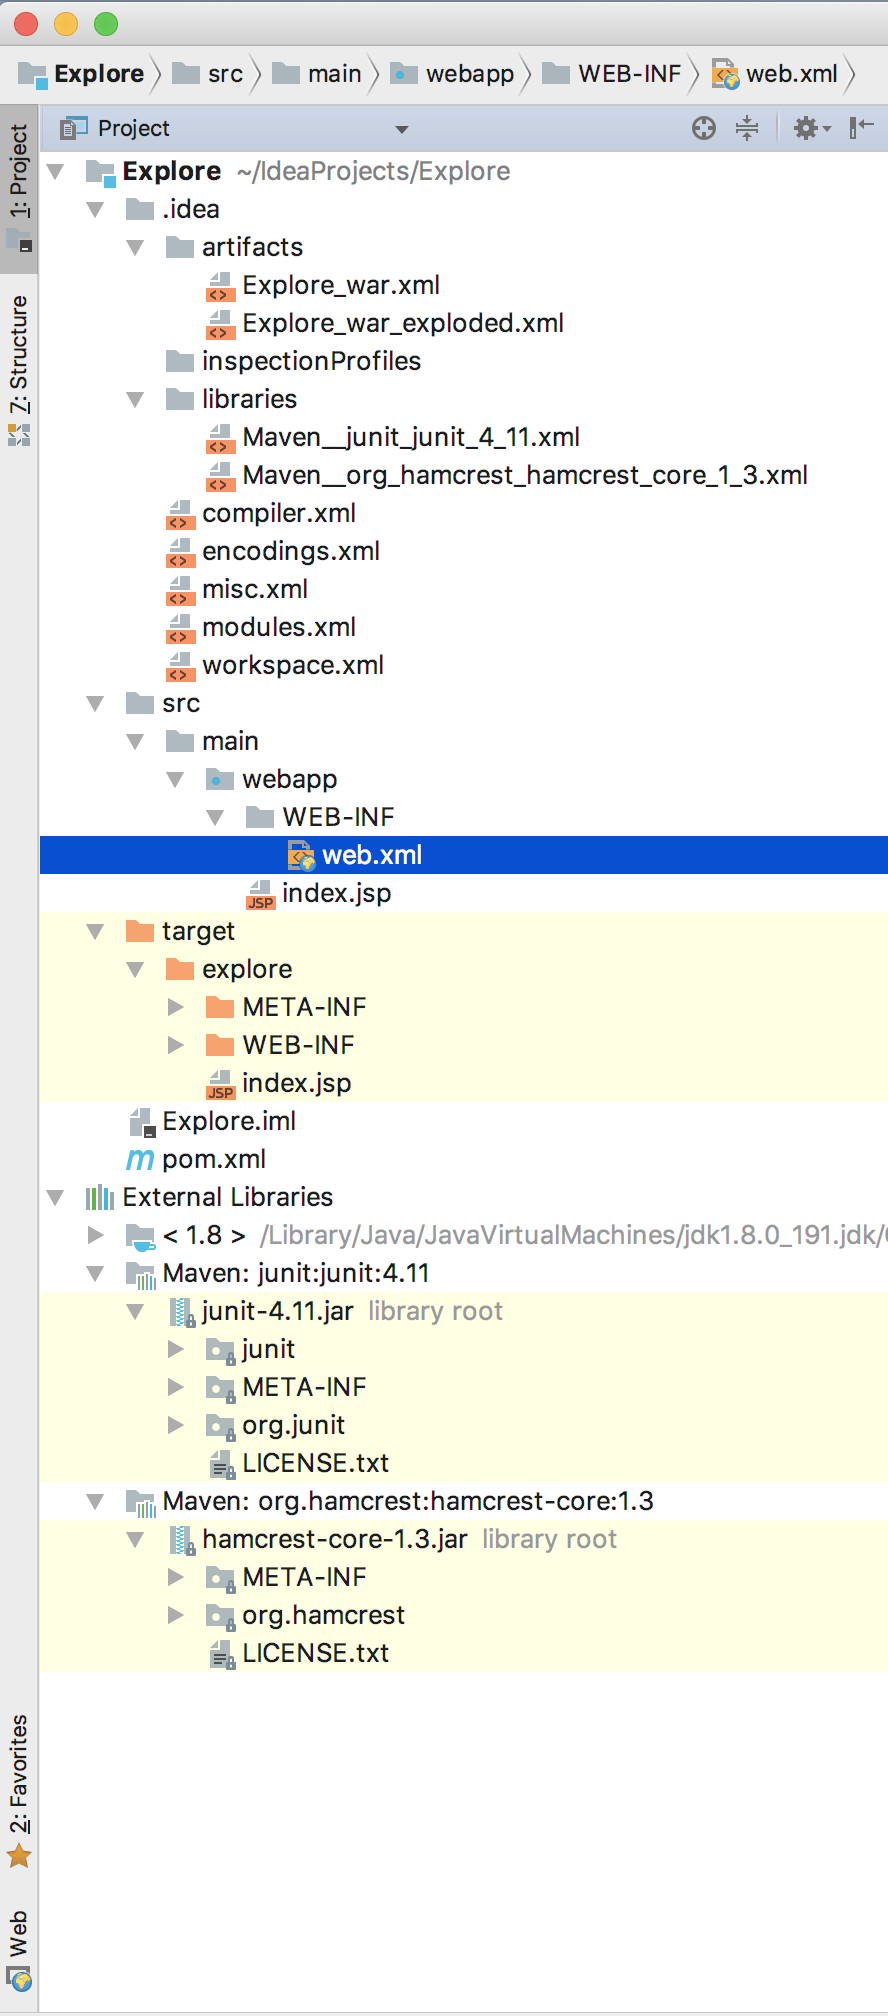 Explore src main webapp WEB-INF web.xml
Project
1: Project
7: Structure
Explore ~/IdeaProjects/Explore
.idea
artifacts
Explore_war.xml
Explore_war_exploded.xml
inspectionProfiles
libraries
Maven__junit_junit_4_11.xml
Maven__org_hamcrest_hamcrest_core_1_3.xml
compiler.xml
encodings.xml
misc.xml
modules.xml
workspace.xml
src
main
webapp
WEB-INF
web.xml
JSP index.jsp
target
explore
META-INF
WEB-INF
JSP index.jsp
Explore.iml
m pom.xml
External Libraries
< 1.8 > /Library/Java/JavaVirtualMachines/jdk1.8.0_191.jdk/
Maven: junit:junit:4.11
junit-4.11.jar library root
junit
META-INF
org.junit
LICENSE.txt
Maven: org.hamcrest:hamcrest-core:1.3
hamcrest-core-1.3.jar library root
META-INF
org.hamcrest
LICENSE.txt
2: Favorites
Web